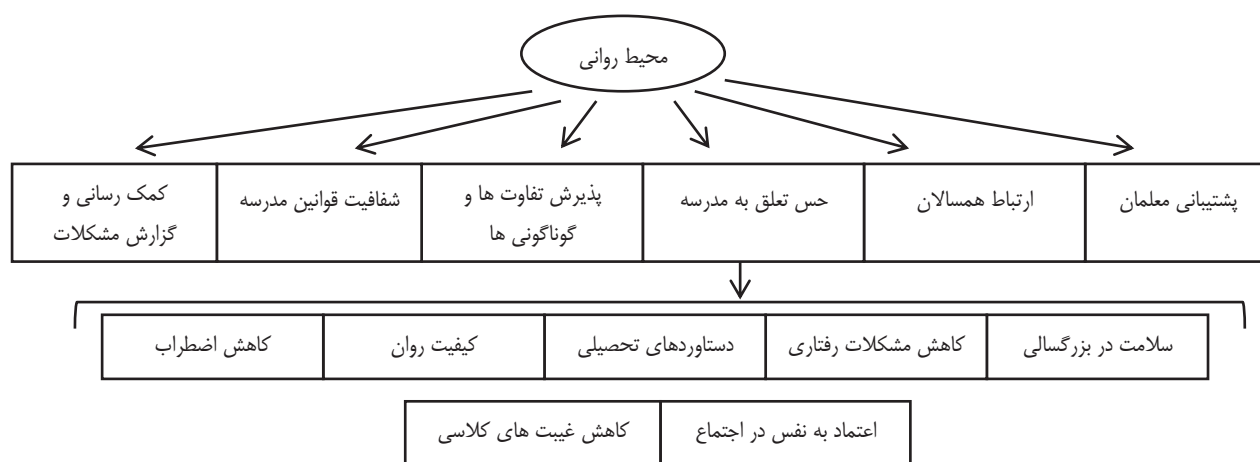 محیط روانی
پشتیبانی معلمان
ارتباط همسالان
حس تعلق به مدرسه
پذیرش تفاوت ها و
گوناگونی ها
شفافیت قوانین مدرسه
کمک رسانی و
گزارش مشکلات
سلامت در بزرگسالی
کاهش مشکلات رفتاری
دستاوردهای تحصیلی
کیفیت روان
کاهش اضطراب
اعتماد به نفس در اجتماع
کاهش غیبت های کلاسی